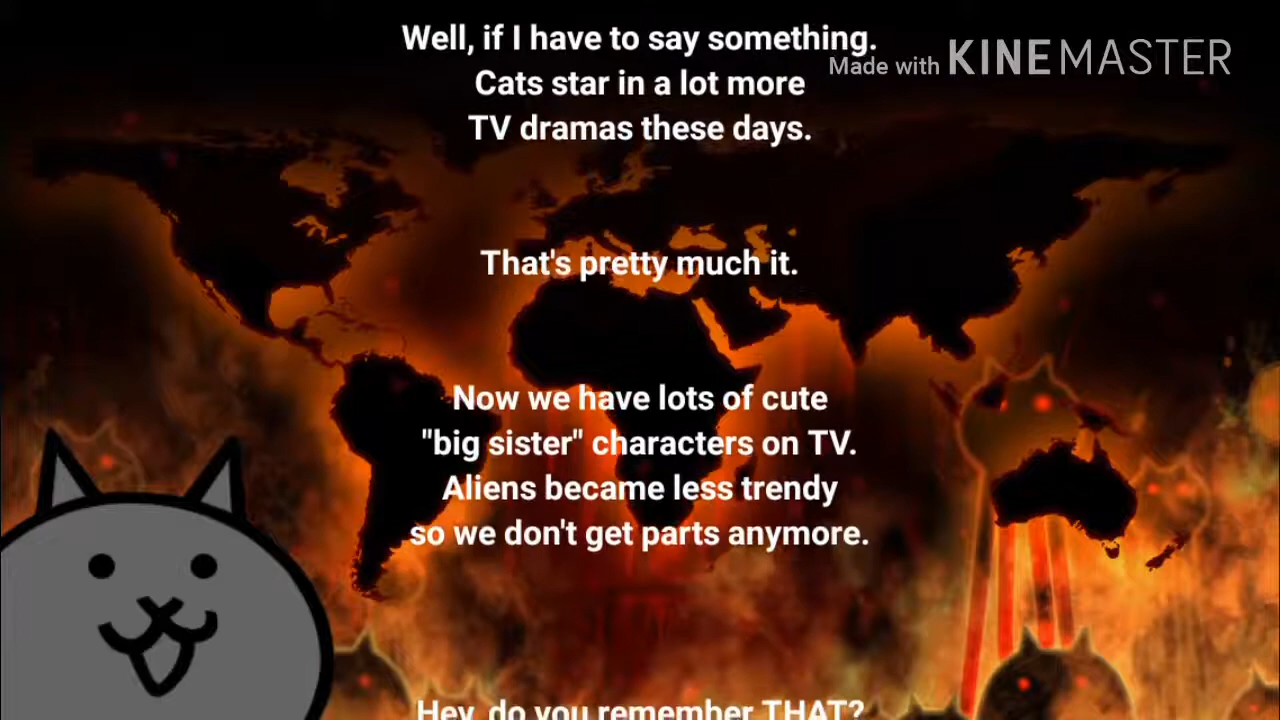 Well, if I have to say something.
Made with KINEMASTER
Cats star in a lot more
TV dramas these days.
That's pretty much it.
Now we have lots of cute
"big sister" characters on TV.
Aliens became less trendy
so we don't get parts anymore.
Hey, do you remember THAT?